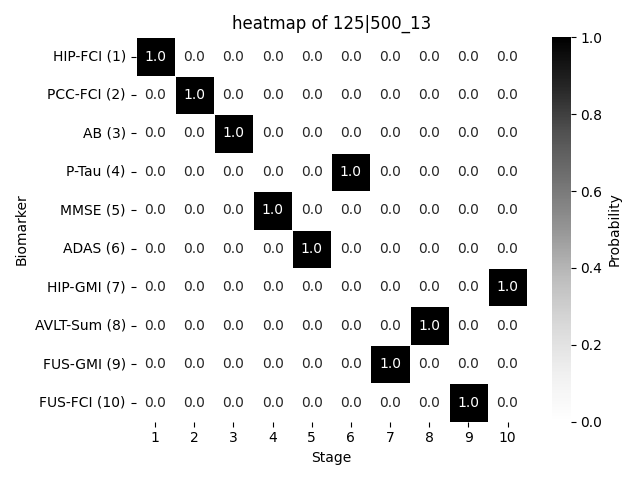 heatmap of 125|500_13
HIP-FCI (1) 1.0 0.0 0.0 0.0 0.0 0.0 0.0 0.0 0.0 0.0
PCC-FCI (2) 0.0 1.0 0.0 0.0 0.0 0.0 0.0 0.0 0.0 0.0
AB (3) 0.0 0.0 1.0 0.0 0.0 0.0 0.0 0.0 0.0 0.0
P-Tau (4) 0.0 0.0 0.0 0.0 0.0 1.0 0.0 0.0 0.0 0.0
MMSE (5) 0.0 0.0 0.0 1.0 0.0 0.0 0.0 0.0 0.0 0.0
ADAS (6) 0.0 0.0 0.0 0.0 1.0 0.0 0.0 0.0 0.0 0.0
HIP-GMI (7) 0.0 0.0 0.0 0.0 0.0 0.0 0.0 0.0 0.0 1.0
AVLT-Sum (8) 0.0 0.0 0.0 0.0 0.0 0.0 0.0 1.0 0.0 0.0
FUS-GMI (9) 0.0 0.0 0.0 0.0 0.0 0.0 1.0 0.0 0.0 0.0
FUS-FCI (10) 0.0 0.0 0.0 0.0 0.0 0.0 0.0 0.0 1.0 0.0
1 2 3 4 5 6 7 8 9 10
Stage
Biomarker
1.0
0.8
0.6
0.4
0.2
0.0
Probability